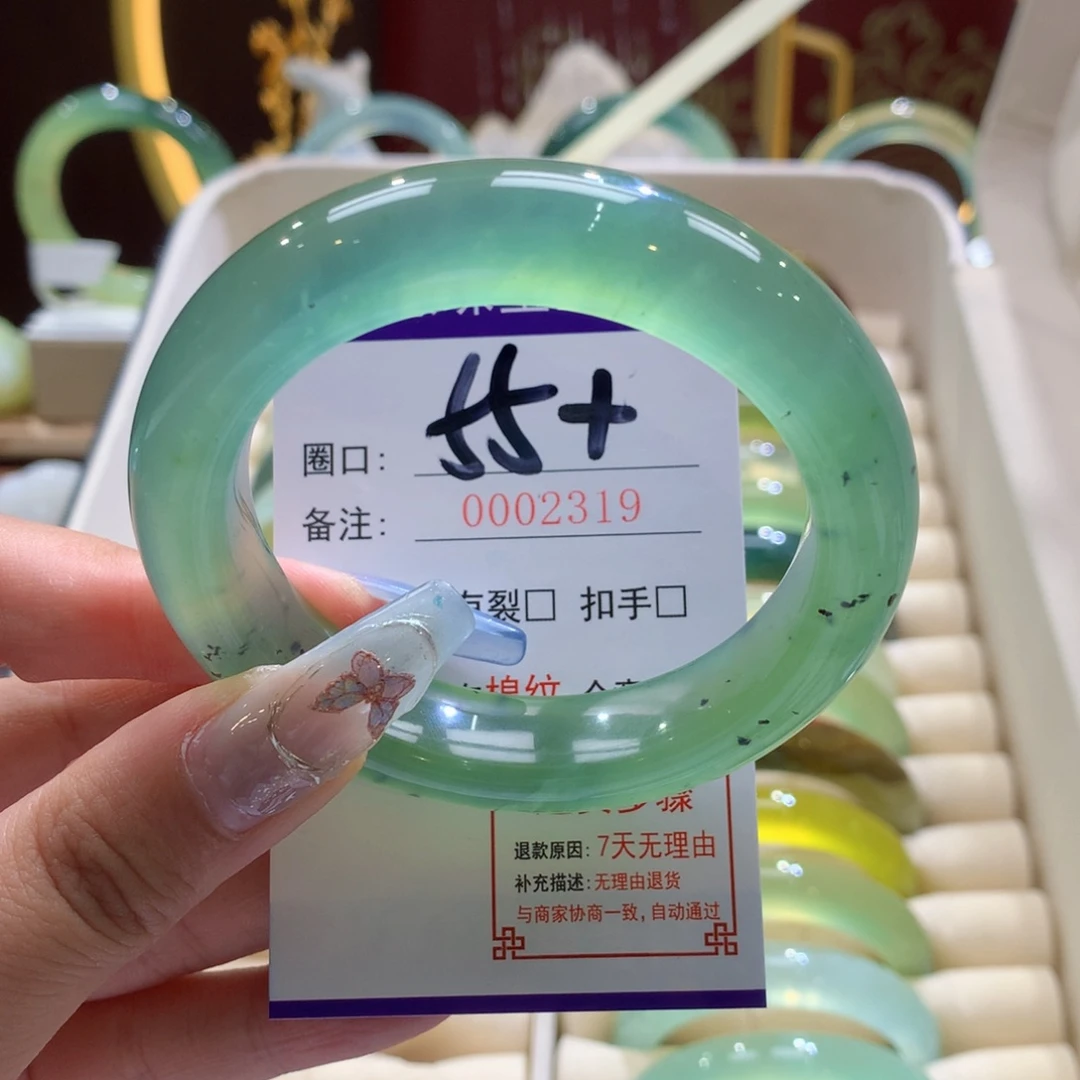 圈口: 55+
备注: 0002319
裂□ 扣手□
棉纹
退款原因: 7天无理由
补充描述: 无理由退货
与商家协商一致, 自动通过